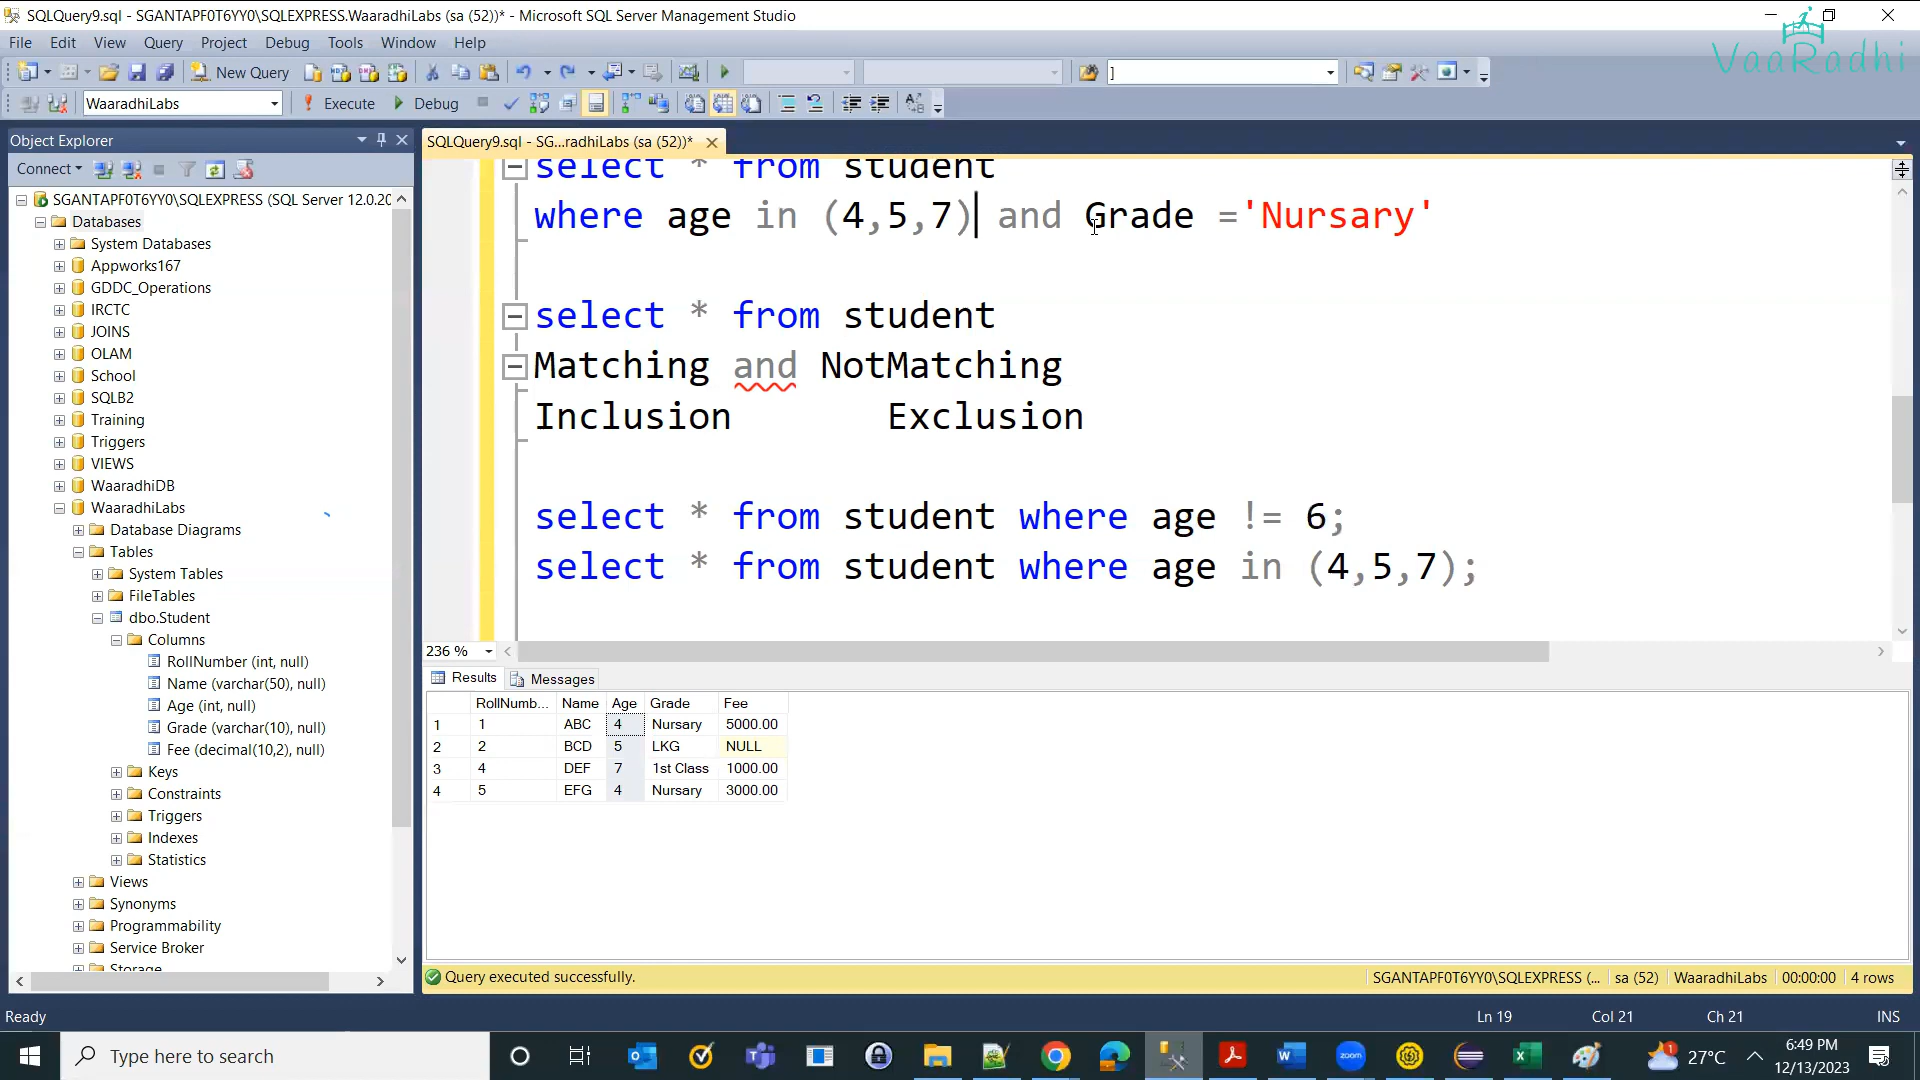 SQLQuery9.sql - SGANTAPF0T6YY0\SQLEXPRESS.WaaradhiLabs (sa (52))* - Microsoft SQL Server Management Studio
VaaRadhi
File Edit View Query Project Debug Tools Window Help
New Query ]
WaaradhiLabs Execute Debug
Object Explorer
SQLQuery9.sql - SG...radhiLabs (sa (52))*
Connect
SGANTAPF0T6YY0\SQLEXPRESS (SQL Server 12.0.20
Databases
System Databases
Appworks167
GDDC_Operations
IRCTC
JOINS
OLAM
School
SQLB2
Training
Triggers
VIEWS
WaaradhiDB
WaaradhiLabs
Database Diagrams
Tables
System Tables
FileTables
dbo.Student
Columns
RollNumber (int, null)
Name (varchar(50), null)
Age (int, null)
Grade (varchar(10), null)
Fee (decimal(10,2), null)
Keys
Constraints
Triggers
Indexes
Statistics
Views
Synonyms
Programmability
Service Broker
Storage
select * from student
where age in (4,5,7) and Grade ='Nursary'
select * from student
Matching and NotMatching
Inclusion Exclusion
select * from student where age != 6;
select * from student where age in (4,5,7);
236 %
Results Messages
RollNumb... Name Age Grade Fee
1 1 ABC 4 Nursary 5000.00
2 2 BCD 5 LKG NULL
3 4 DEF 7 1st Class 1000.00
4 5 EFG 4 Nursary 3000.00
Query executed successfully. SGANTAPF0T6YY0\SQLEXPRESS (... sa (52) WaaradhiLabs 00:00:00 4 rows
Ready Ln 19 Col 21 Ch 21 INS
Type here to search zoom 27°C 6:49 PM
12/13/2023